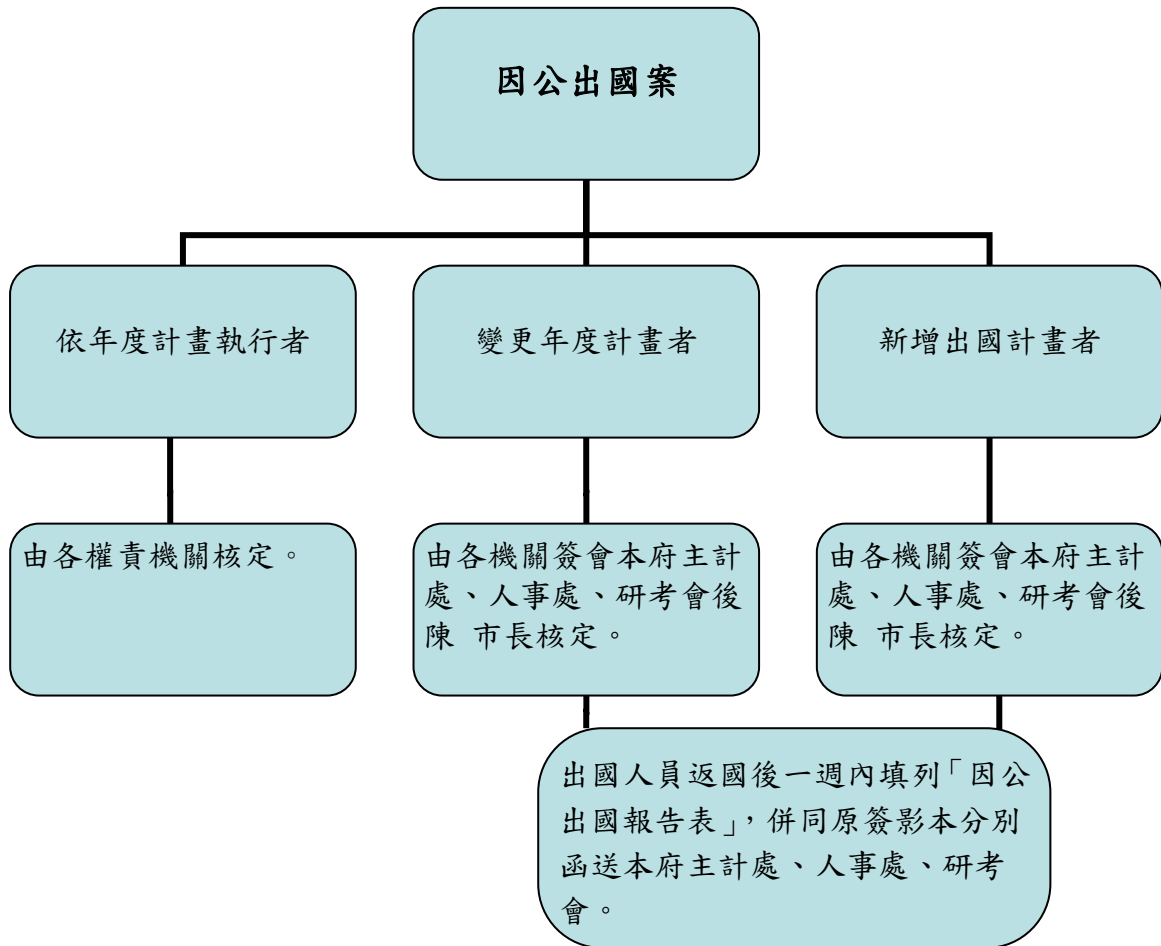 因公出國案
依年度計畫執行者
變更年度計畫者
新增出國計畫者
由各權責機關核定。
由各機關簽會本府主計
處、人事處、研考會後
陳 市長核定。
由各機關簽會本府主計
處、人事處、研考會後
陳 市長核定。
出國人員返國後一週內填列「因公
出國報告表」，併同原簽影本分別
函送本府主計處、人事處、研考
會。